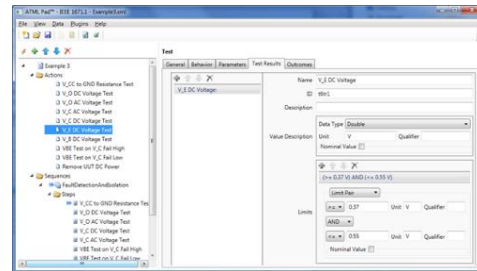 ATML Pad™ - IEEE 1671.1 - Example3.xml
File View Data Plugins Help
Test
General Behavior Parameters Test Results Outcomes
Example 3
Actions
V_CC to GND Resistance Test
V_O DC Voltage Test
V_O AC Voltage Test
V_C AC Voltage Test
V_C DC Voltage Test
V_E DC Voltage Test
V_B DC Voltage Test
VBE Test on V_C Fail High
VBE Test on V_C Fail Low
Remove UUT DC Power
Sequences
FaultDetectionAndIsolation
Steps
V_CC to GND Resistance Tes
V_O DC Voltage Test
V_O AC Voltage Test
V_C DC Voltage Test
V_C AC Voltage Test
VBE Test on V_C Fail High
VBE Test on V_C Fail Low
V_E DC Voltage
Name V_E DC Voltage
ID
Description
Value Description
Data Type Double
Unit V Qualifier
Nominal Value
Limits
(>= 0.37 V) AND (<= 0.55 V)
Limit Pair
>= 0.37 Unit V Qualifier
AND
<= 0.55 Unit V Qualifier
Nominal Value